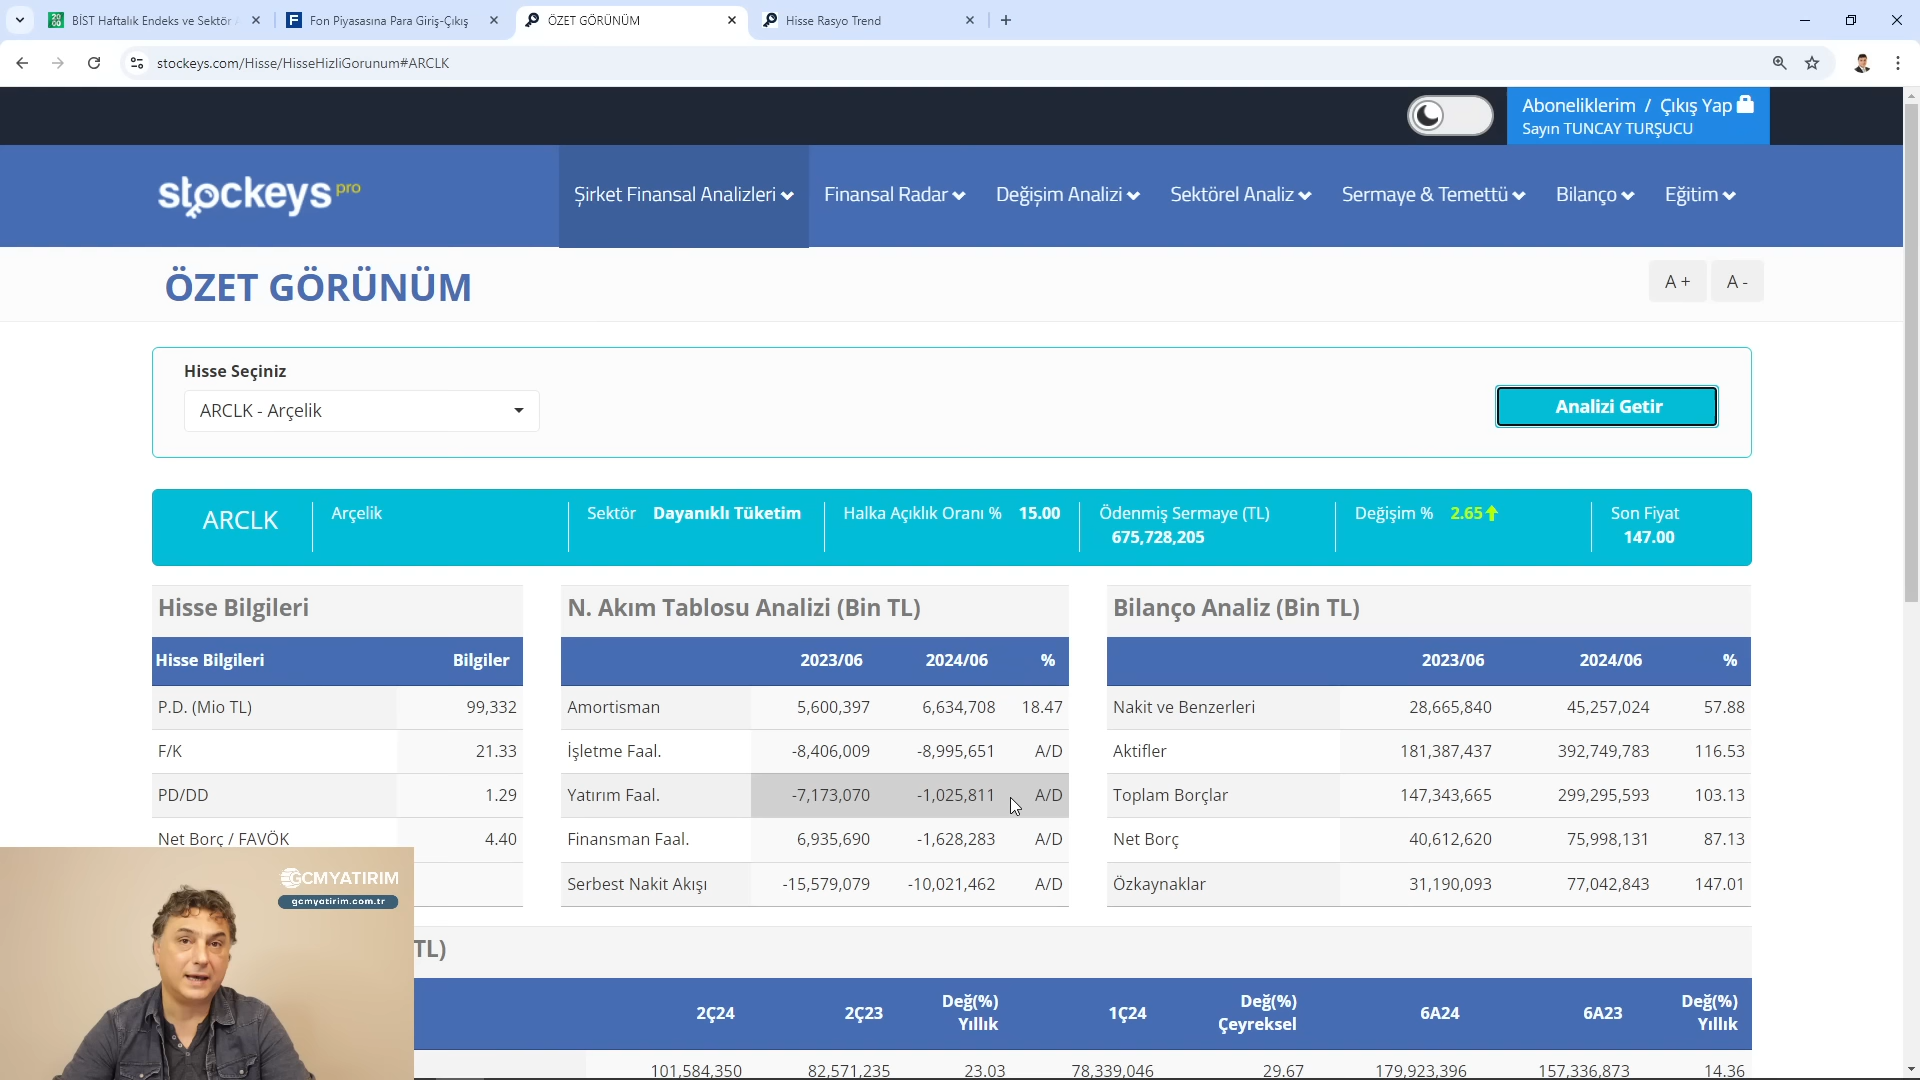 BİST Haftalık Endeks ve Sektör
Fon Piyasasına Para Giriş-Çıkış
ÖZET GÖRÜNÜM
Hisse Rasyo Trend
stockeys.com/Hisse/HisseHizliGorunum#ARCLK
Aboneliklerim / Çıkış Yap
Sayın TUNCAY TURŞUCU
stockeys pro
Şirket Finansal Analizleri
Finansal Radar
Değişim Analizi
Sektörel Analiz
Sermaye & Temettü
Bilanço
Eğitim
ÖZET GÖRÜNÜM
A +
A -
Hisse Seçiniz
ARCLK - Arçelik
Analizi Getir
ARCLK
Arçelik
Sektör Dayanıklı Tüketim
Halka Açıklık Oranı % 15.00
Ödenmiş Sermaye (TL)
675,728,205
Değişim % 2.65
Son Fiyat
147.00
Hisse Bilgileri
Hisse Bilgileri Bilgiler
P.D. (Mio TL) 99,332
F/K 21.33
PD/DD 1.29
Net Borç / FAVÖK 4.40
N. Akım Tablosu Analizi (Bin TL)
2023/06 2024/06 %
Amortisman 5,600,397 6,634,708 18.47
İşletme Faal. -8,406,009 -8,995,651 A/D
Yatırım Faal. -7,173,070 -1,025,811 A/D
Finansman Faal. 6,935,690 -1,628,283 A/D
Serbest Nakit Akışı -15,579,079 -10,021,462 A/D
Bilanço Analiz (Bin TL)
2023/06 2024/06 %
Nakit ve Benzerleri 28,665,840 45,257,024 57.88
Aktifler 181,387,437 392,749,783 116.53
Toplam Borçlar 147,343,665 299,295,593 103.13
Net Borç 40,612,620 75,998,131 87.13
Özkaynaklar 31,190,093 77,042,843 147.01
GCMYATIRIM
gcmyatirim.com.tr
TL)
2Ç24 2Ç23 Değ(%) Yıllık 1Ç24 Değ(%) Çeyreksel 6A24 6A23 Değ(%) Yıllık
101,584,350 82,571,235 23.03 78,339,046 29.67 179,923,396 157,336,873 14.36